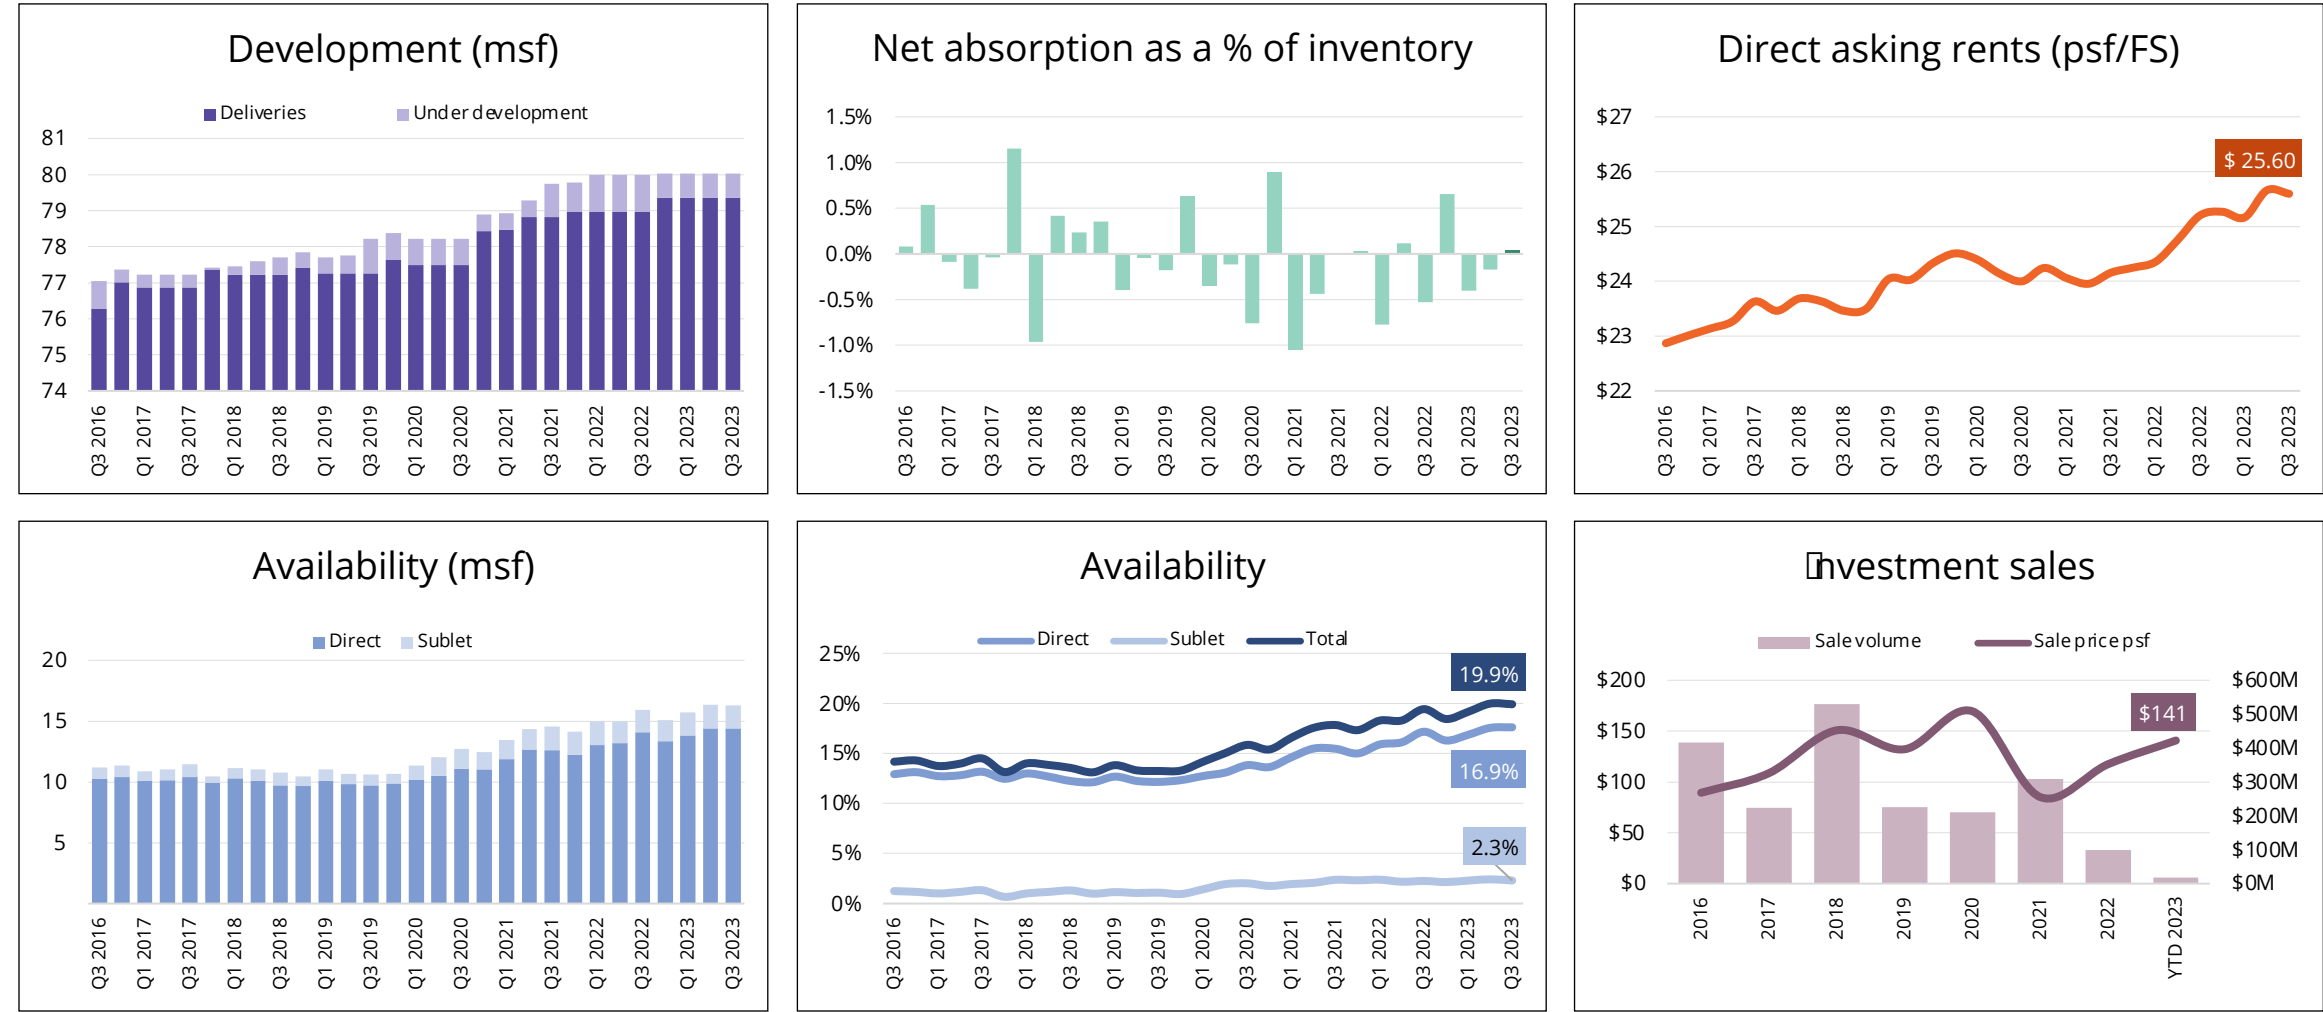 Development (msf)
Deliveries Under development
81
80
79
78
77
76
75
74
Q3 2016 Q1 2017 Q3 2017 Q1 2018 Q3 2018 Q1 2019 Q3 2019 Q1 2020 Q3 2020 Q1 2021 Q3 2021 Q1 2022 Q3 2022 Q1 2023 Q3 2023
Net absorption as a % of inventory
1.5%
1.0%
0.5%
0.0%
-0.5%
-1.0%
-1.5%
Q3 2016 Q1 2017 Q3 2017 Q1 2018 Q3 2018 Q1 2019 Q3 2019 Q1 2020 Q3 2020 Q1 2021 Q3 2021 Q1 2022 Q3 2022 Q1 2023 Q3 2023
Direct asking rents (psf/FS)
$27
$26
$25
$24
$23
$22
$ 25.60
Q3 2016 Q1 2017 Q3 2017 Q1 2018 Q3 2018 Q1 2019 Q3 2019 Q1 2020 Q3 2020 Q1 2021 Q3 2021 Q1 2022 Q3 2022 Q1 2023 Q3 2023
Availability (msf)
Direct Sublet
20
15
10
5
Q3 2016 Q1 2017 Q3 2017 Q1 2018 Q3 2018 Q1 2019 Q3 2019 Q1 2020 Q3 2020 Q1 2021 Q3 2021 Q1 2022 Q3 2022 Q1 2023 Q3 2023
Availability
Direct Sublet Total
25%
20%
15%
10%
5%
0%
19.9%
16.9%
2.3%
Q3 2016 Q1 2017 Q3 2017 Q1 2018 Q3 2018 Q1 2019 Q3 2019 Q1 2020 Q3 2020 Q1 2021 Q3 2021 Q1 2022 Q3 2022 Q1 2023 Q3 2023
▯nvestment sales
Sale volume Sale price psf
$200
$150
$100
$50
$0
$141
$600M
$500M
$400M
$300M
$200M
$100M
$0M
2016 2017 2018 2019 2020 2021 2022 YTD 2023